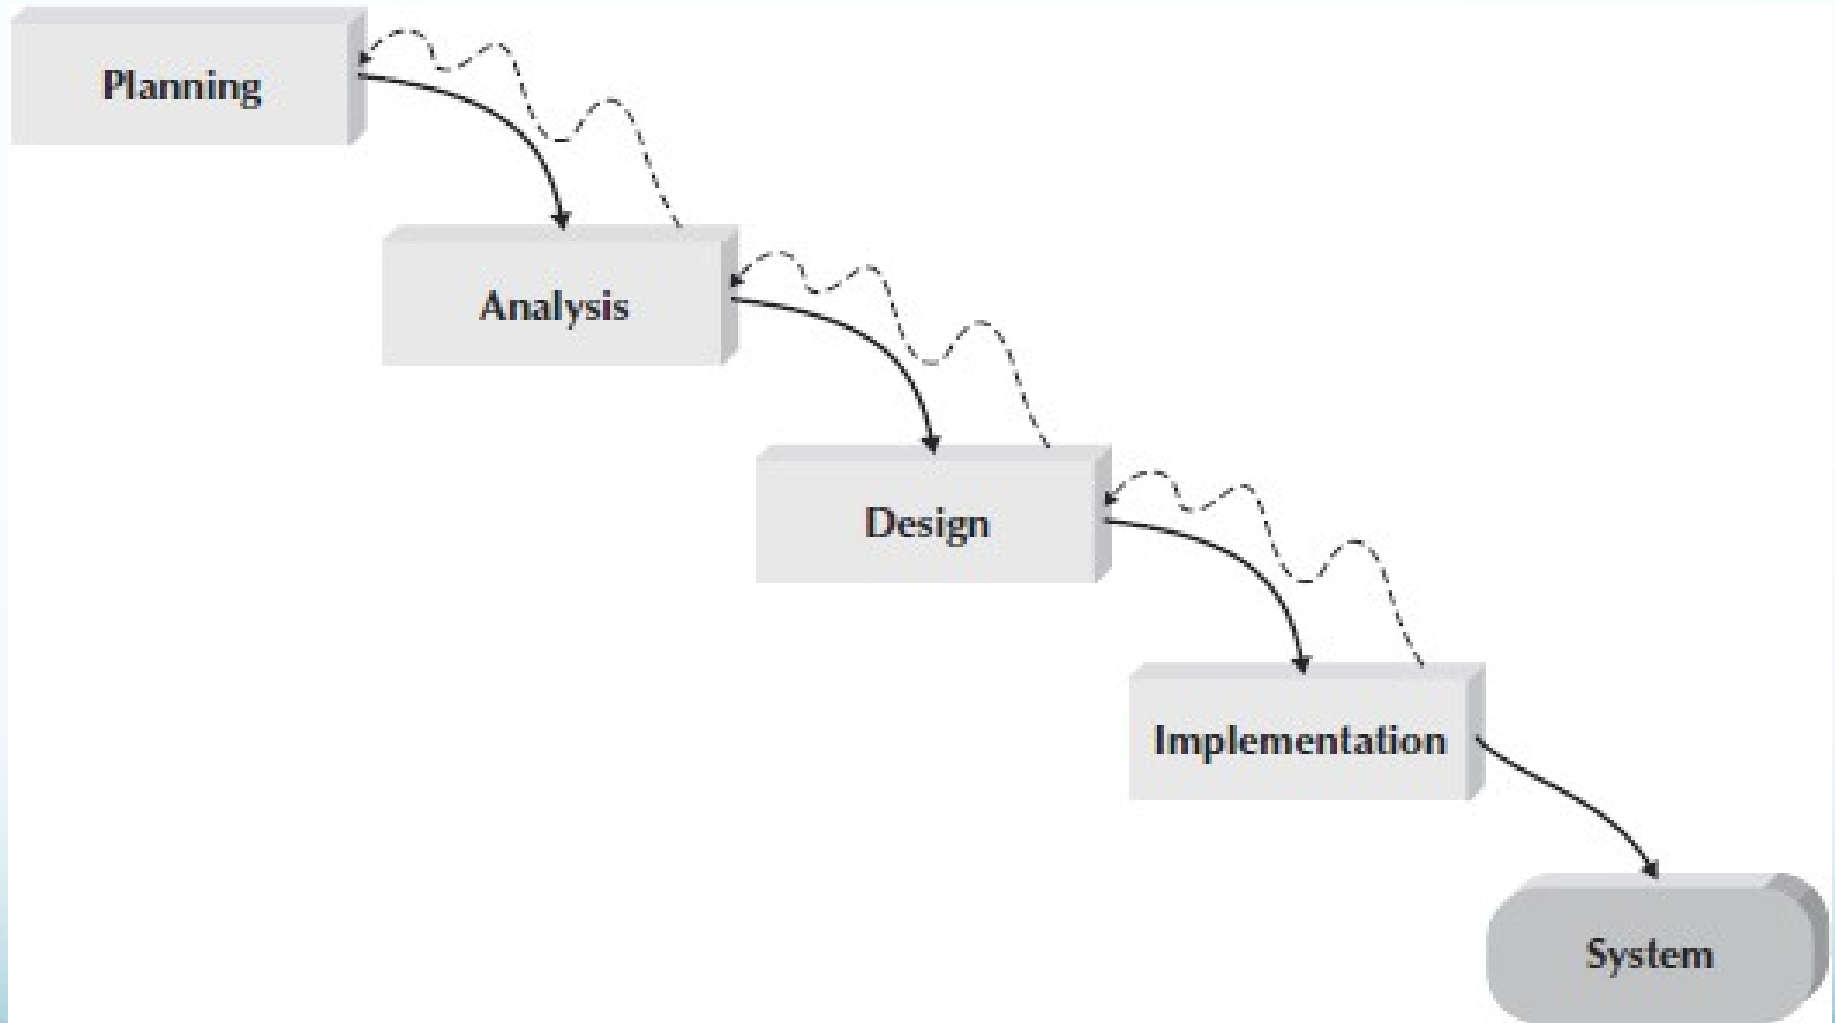 Planning
Analysis
Design
Implementation
System